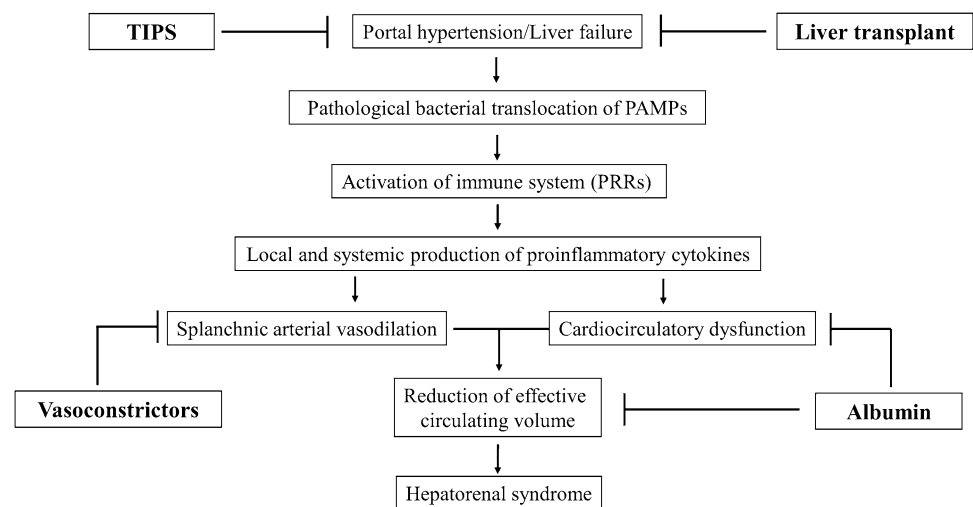 TIPS
Portal hypertension/Liver failure
Liver transplant
Pathological bacterial translocation of PAMPs
Activation of immune system (PRRs)
Local and systemic production of proinflammatory cytokines
Splanchnic arterial vasodilation
Cardiocirculatory dysfunction
Vasoconstrictors
Reduction of effective
circulating volume
Albumin
Hepatorenal syndrome